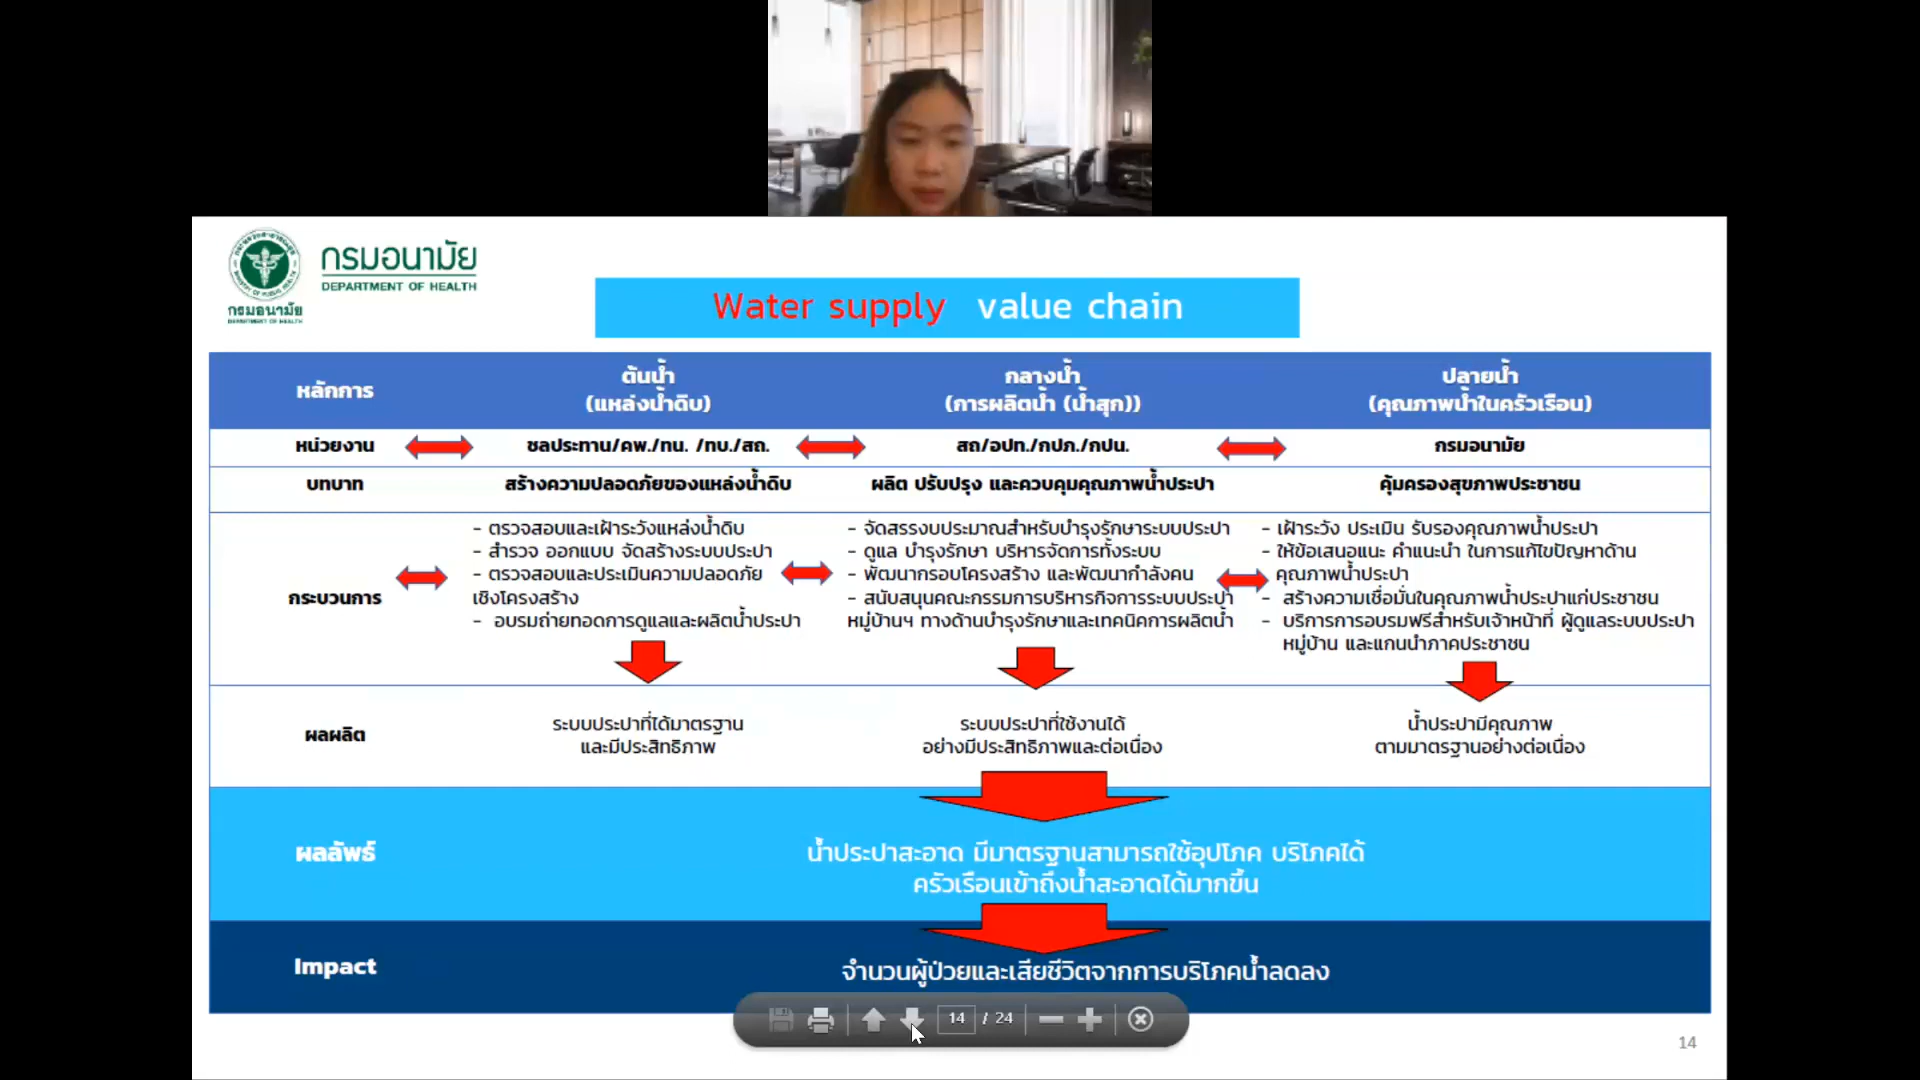 กรมอนามัย
DEPARTMENT OF HEALTH
กรมอนามัย
DEPARTMENT OF HEALTH
Water supply value chain
หลักการ
ต้นน้ำ
(แหล่งน้ำดิบ)
กลางน้ำ
(การผลิตน้ำ (น้ำสุก))
ปลายน้ำ
(คุณภาพน้ำในครัวเรือน)
หน่วยงาน
ชลประทาน/คพ./ทน. /ทบ./สถ.
สถ/อปท./กปภ./กปน.
กรมอนามัย
บทบาท
สร้างความปลอดภัยของแหล่งน้ำดิบ
ผลิต ปรับปรุง และควบคุมคุณภาพน้ำประปา
คุ้มครองสุขภาพประชาชน
กระบวนการ
- ตรวจสอบและเฝ้าระวังแหล่งน้ำดิบ
- สำรวจ ออกแบบ จัดสร้างระบบประปา
- ตรวจสอบและประเมินความปลอดภัย
เชิงโครงสร้าง
- อบรมถ่ายทอดการดูแลและผลิตน้ำประปา
- จัดสรรงบประมาณสำหรับบำรุงรักษาระบบประปา
- ดูแล บำรุงรักษา บริหารจัดการทั้งระบบ
- พัฒนากรอบโครงสร้าง และพัฒนากำลังคน
- สนับสนุนคณะกรรมการบริหารกิจการระบบประปา
หมู่บ้านฯ ทางด้านบำรุงรักษาและเทคนิคการผลิตน้ำ
- เฝ้าระวัง ประเมิน รับรองคุณภาพน้ำประปา
- ให้ข้อเสนอแนะ คำแนะนำ ในการแก้ไขปัญหาด้าน
คุณภาพน้ำประปา
- สร้างความเชื่อมั่นในคุณภาพน้ำประปาแก่ประชาชน
- บริการการอบรมฟรีสำหรับเจ้าหน้าที่ ผู้ดูแลระบบประปา
หมู่บ้าน และแกนนำภาคประชาชน
ผลผลิต
ระบบประปาที่ได้มาตรฐาน
และมีประสิทธิภาพ
ระบบประปาที่ใช้งานได้
อย่างมีประสิทธิภาพและต่อเนื่อง
น้ำประปามีคุณภาพ
ตามมาตรฐานอย่างต่อเนื่อง
ผลลัพธ์
น้ำประปาสะอาด มีมาตรฐานสามารถใช้อุปโภค บริโภคได้
ครัวเรือนเข้าถึงน้ำสะอาดได้มากขึ้น
Impact
จำนวนผู้ป่วยและเสียชีวิตจากการบริโภคน้ำลดลง
14 / 24
14